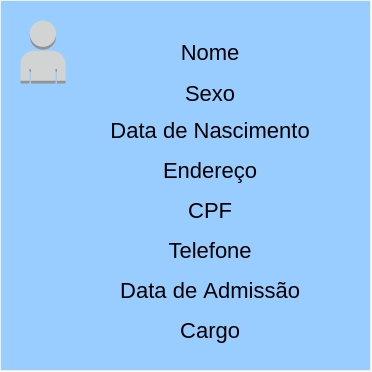 Nome
Sexo
Data de Nascimento
Endereço
CPF
Telefone
Data de Admissão
Cargo